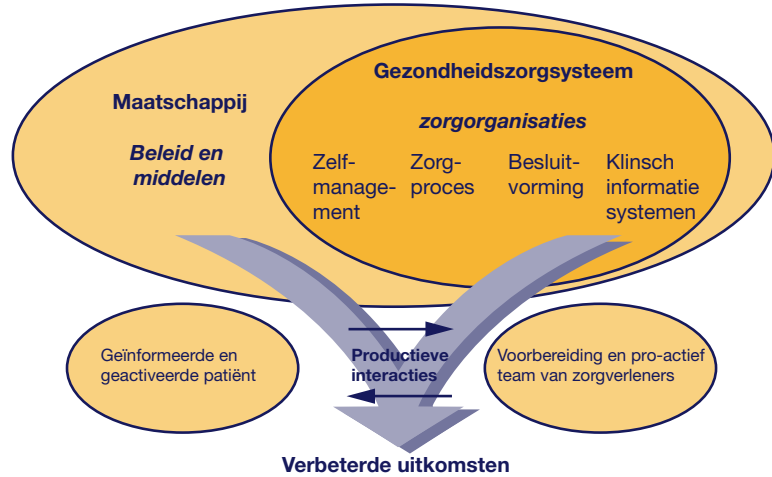 Maatschappij
Beleid en
middelen
Gezondheidszorgsysteem
zorgorganisaties
Zelf-
management
ment
Zorg-
proces
Besluit-
vorming
Klinsch
informatie
systemen
Geïnformeerde en
geactiveerde patiënt
Productieve
interacties
Voorbereiding en pro-actief
team van zorgverleners
Verbeterde uitkomsten